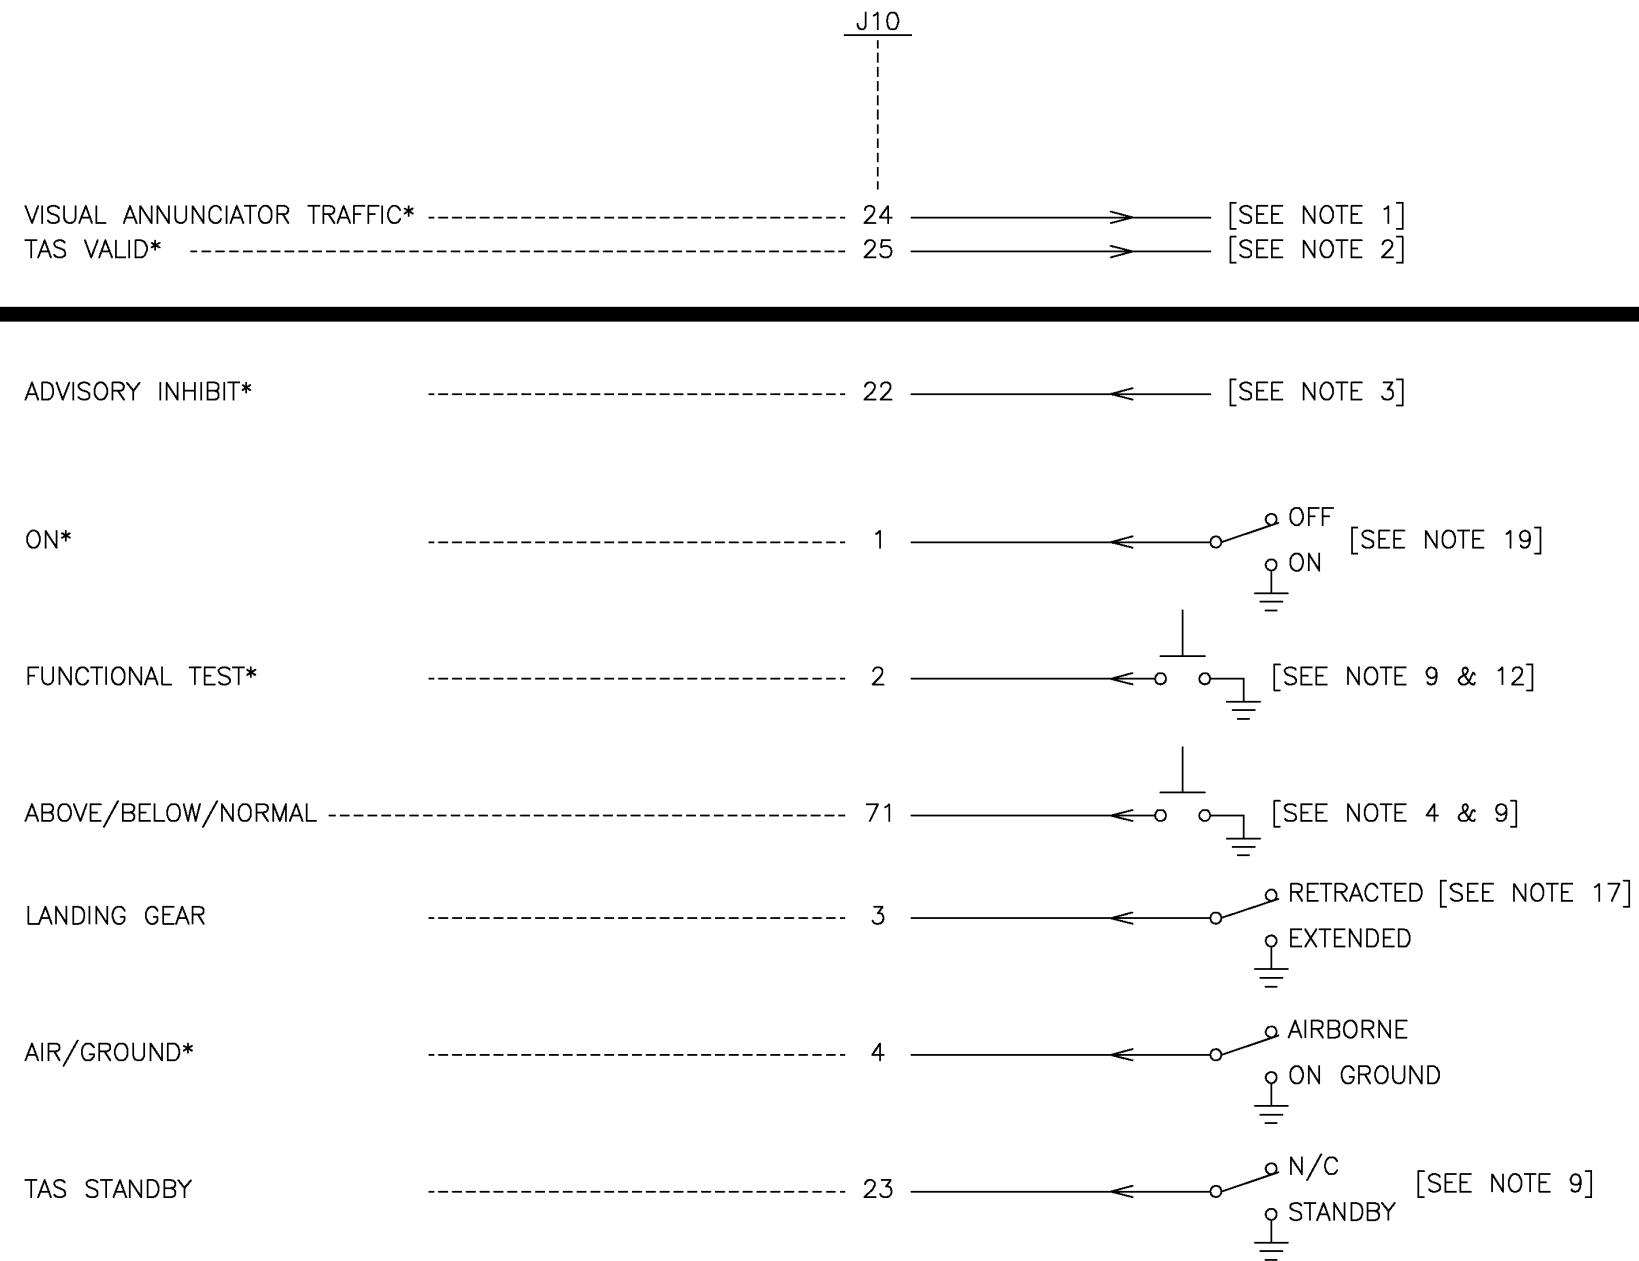 J10
VISUAL ANNUNCIATOR TRAFFIC* 24 [SEE NOTE 1]
TAS VALID* 25 [SEE NOTE 2]
ADVISORY INHIBIT* 22 [SEE NOTE 3]
OFF
ON* 1 [SEE NOTE 19]
ON
FUNCTIONAL TEST* 2 [SEE NOTE 9 & 12]
ABOVE/BELOW/NORMAL 71 [SEE NOTE 4 & 9]
RETRACTED [SEE NOTE 17]
LANDING GEAR 3
EXTENDED
AIRBORNE
AIR/GROUND* 4
ON GROUND
N/C
TAS STANDBY 23 [SEE NOTE 9]
STANDBY